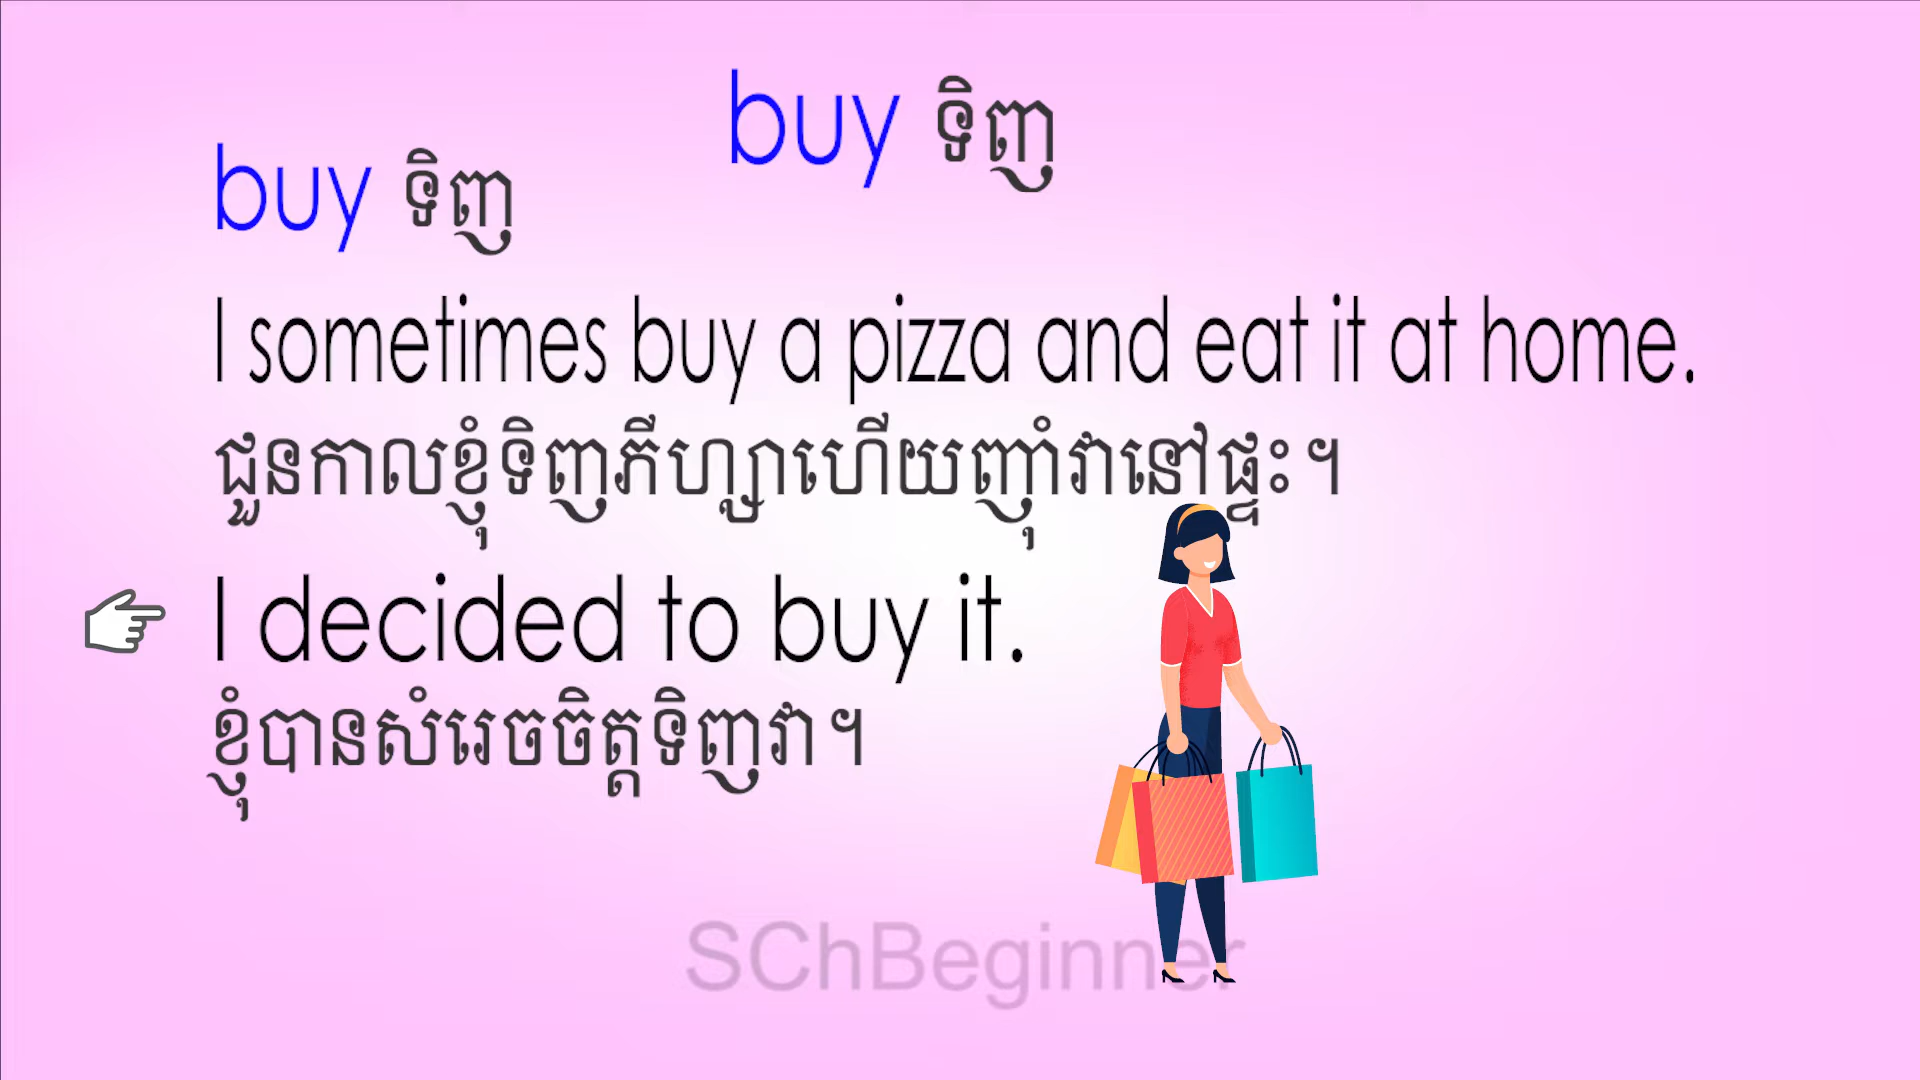 buy ទិញ
buy ទិញ
I sometimes buy a pizza and eat it at home.
ជួនកាលខ្ញុំទិញភីហ្សាហើយញ៉ាំវានៅផ្ទះ។
I decided to buy it.
ខ្ញុំបានសំរេចចិត្តទិញវា។
SChBeginner